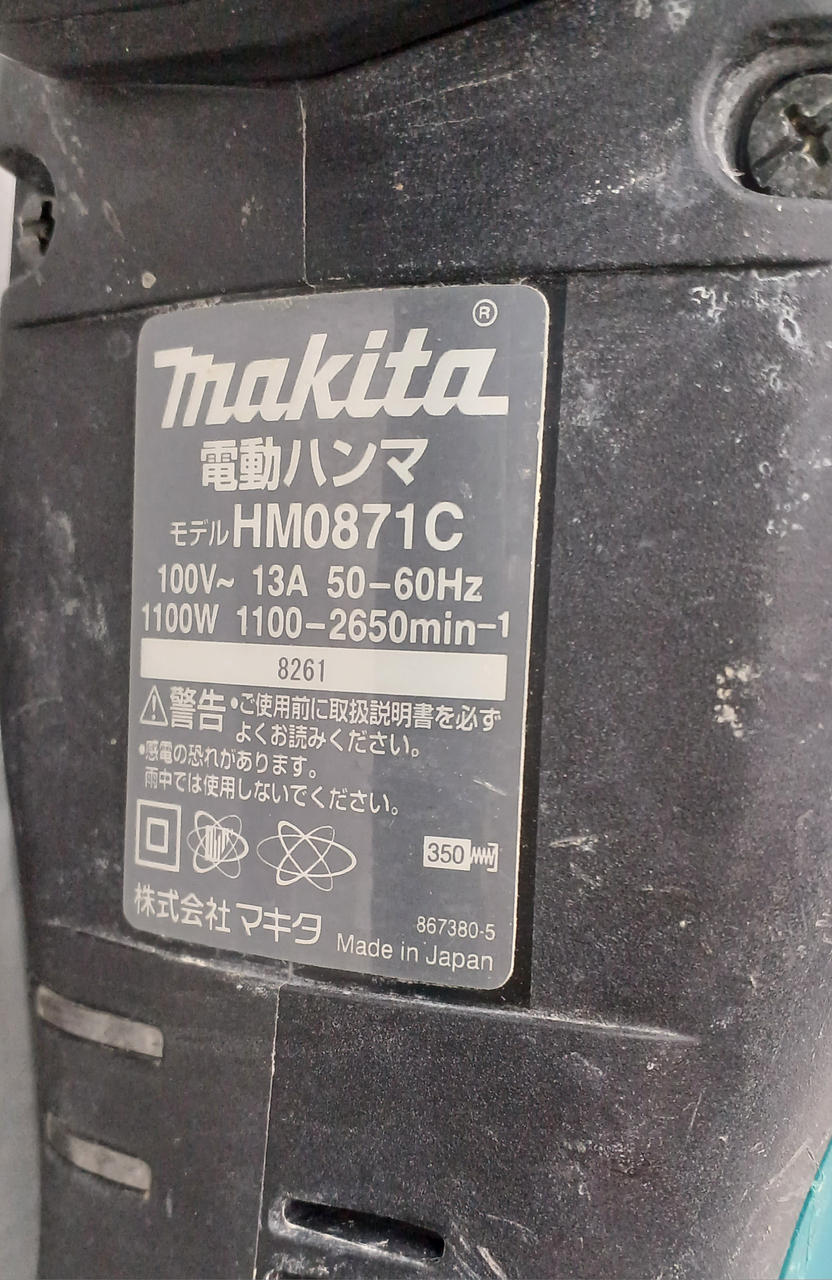 ®
makita
電動ハンマ
モデルHM0871C
100V~ 13A 50-60Hz
1100W 1100-2650min-1
8261
警告 •ご使用前に取扱説明書を必ず
よくお読みください。
•感電の恐れがあります。
雨中では使用しないでください。
350
株式会社マキタ
867380-5
Made in Japan